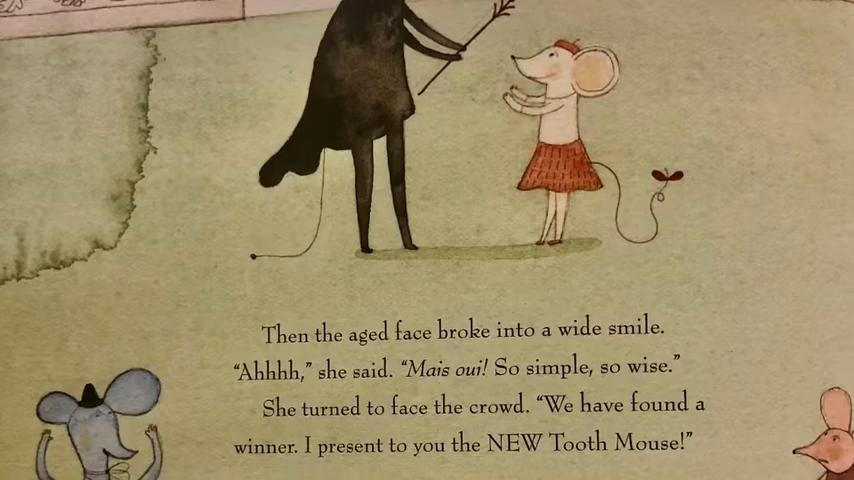 Then the aged face broke into a wide smile.
“Ahhhh,” she said. “Mais oui! So simple, so wise.”
She turned to face the crowd. “We have found a
winner. I present to you the NEW Tooth Mouse!”